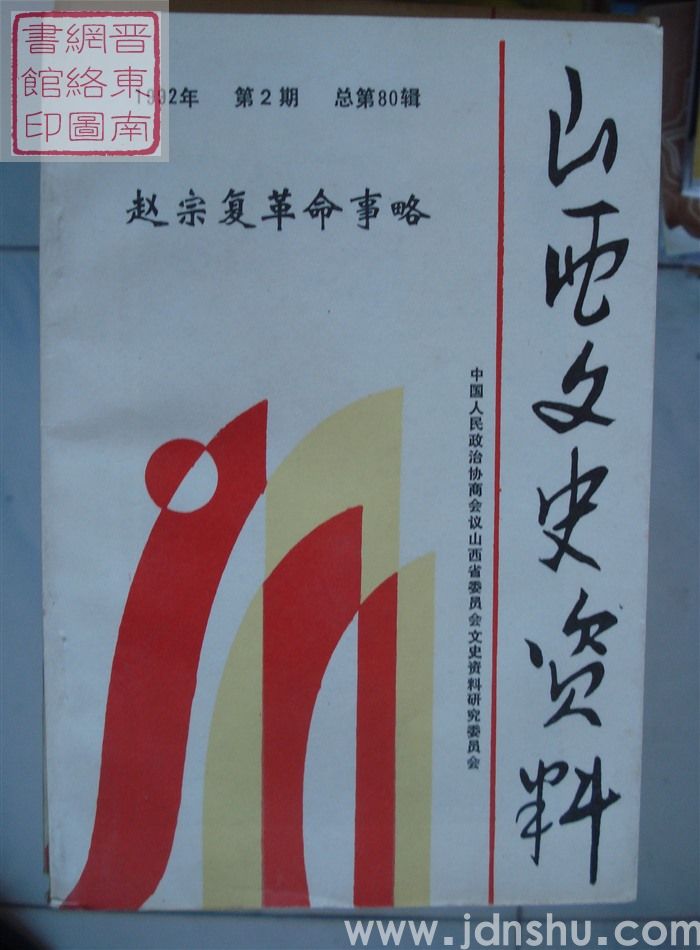 晋東南
網絡圖
書館印
1992年 第2期 总第80辑
赵宗复革命事略
山西文史资料
中国人民政治协商会议山西省委员会文史资料研究委员会
www.jdnshu.com